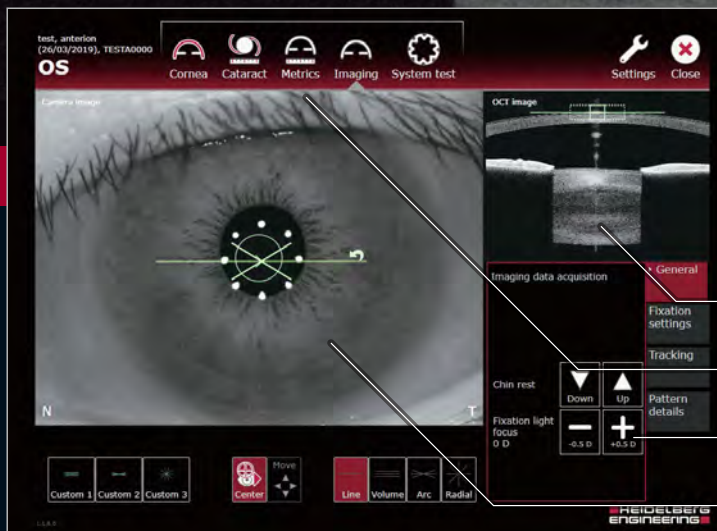 test, anterion
(26/03/2019), TESTA0000
OS
Cornea Cataract Metrics Imaging System test
Settings Close
Camera image
OCT image
N T
Imaging data acquisition
General
Fixation settings
Tracking
Pattern details
Chin rest
Down Up
Fixation light focus
0 D
-0.5 D +0.5 D
Custom 1 Custom 2 Custom 3
Center
Move
Line Volume Arc Radial
HEIDELBERG
ENGINEERING